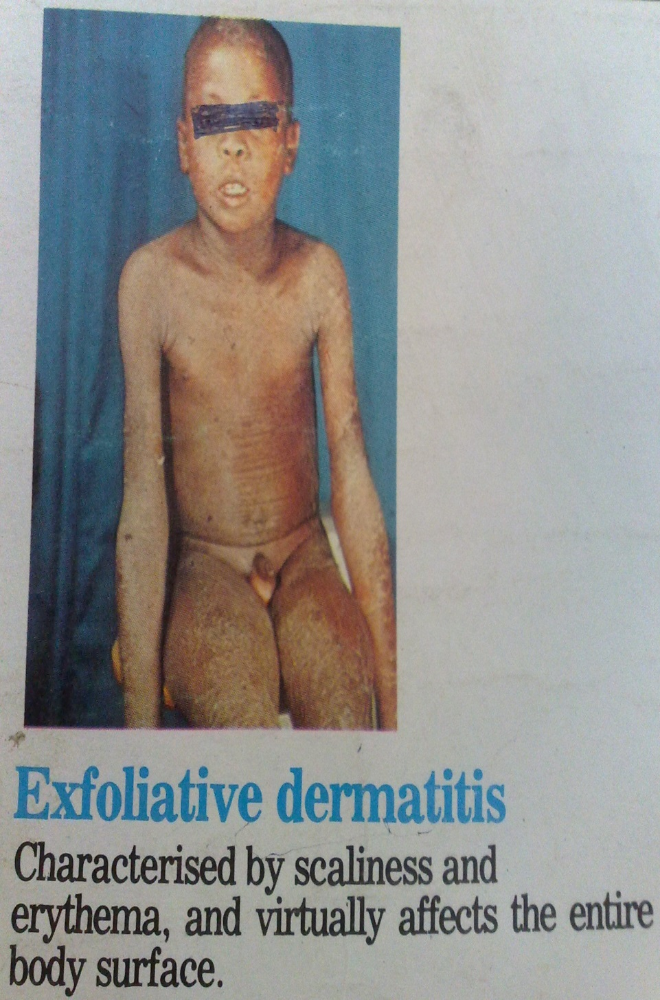 Exfoliative dermatitis
Characterised by scaliness and
erythema, and virtually affects the entire
body surface.